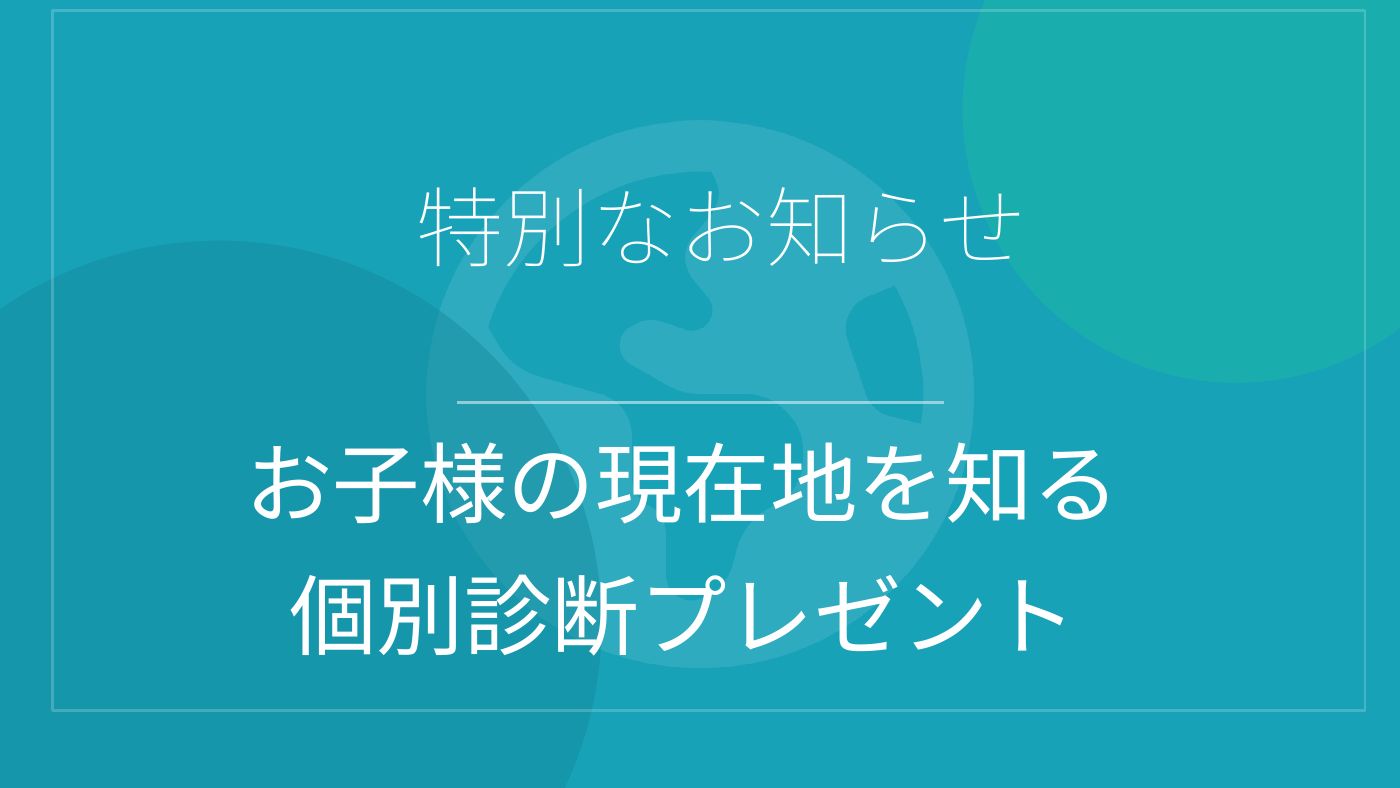 特別なお知らせ
お子様の現在地を知る
個別診断プレゼント